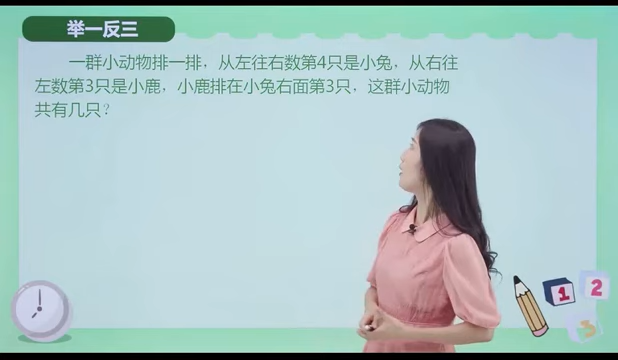 举一反三
一群小动物排一排，从左往右数第4只是小兔，从右往
左数第3只是小鹿，小鹿排在小兔右面第3只，这群小动物
共有几只？
1
2
3